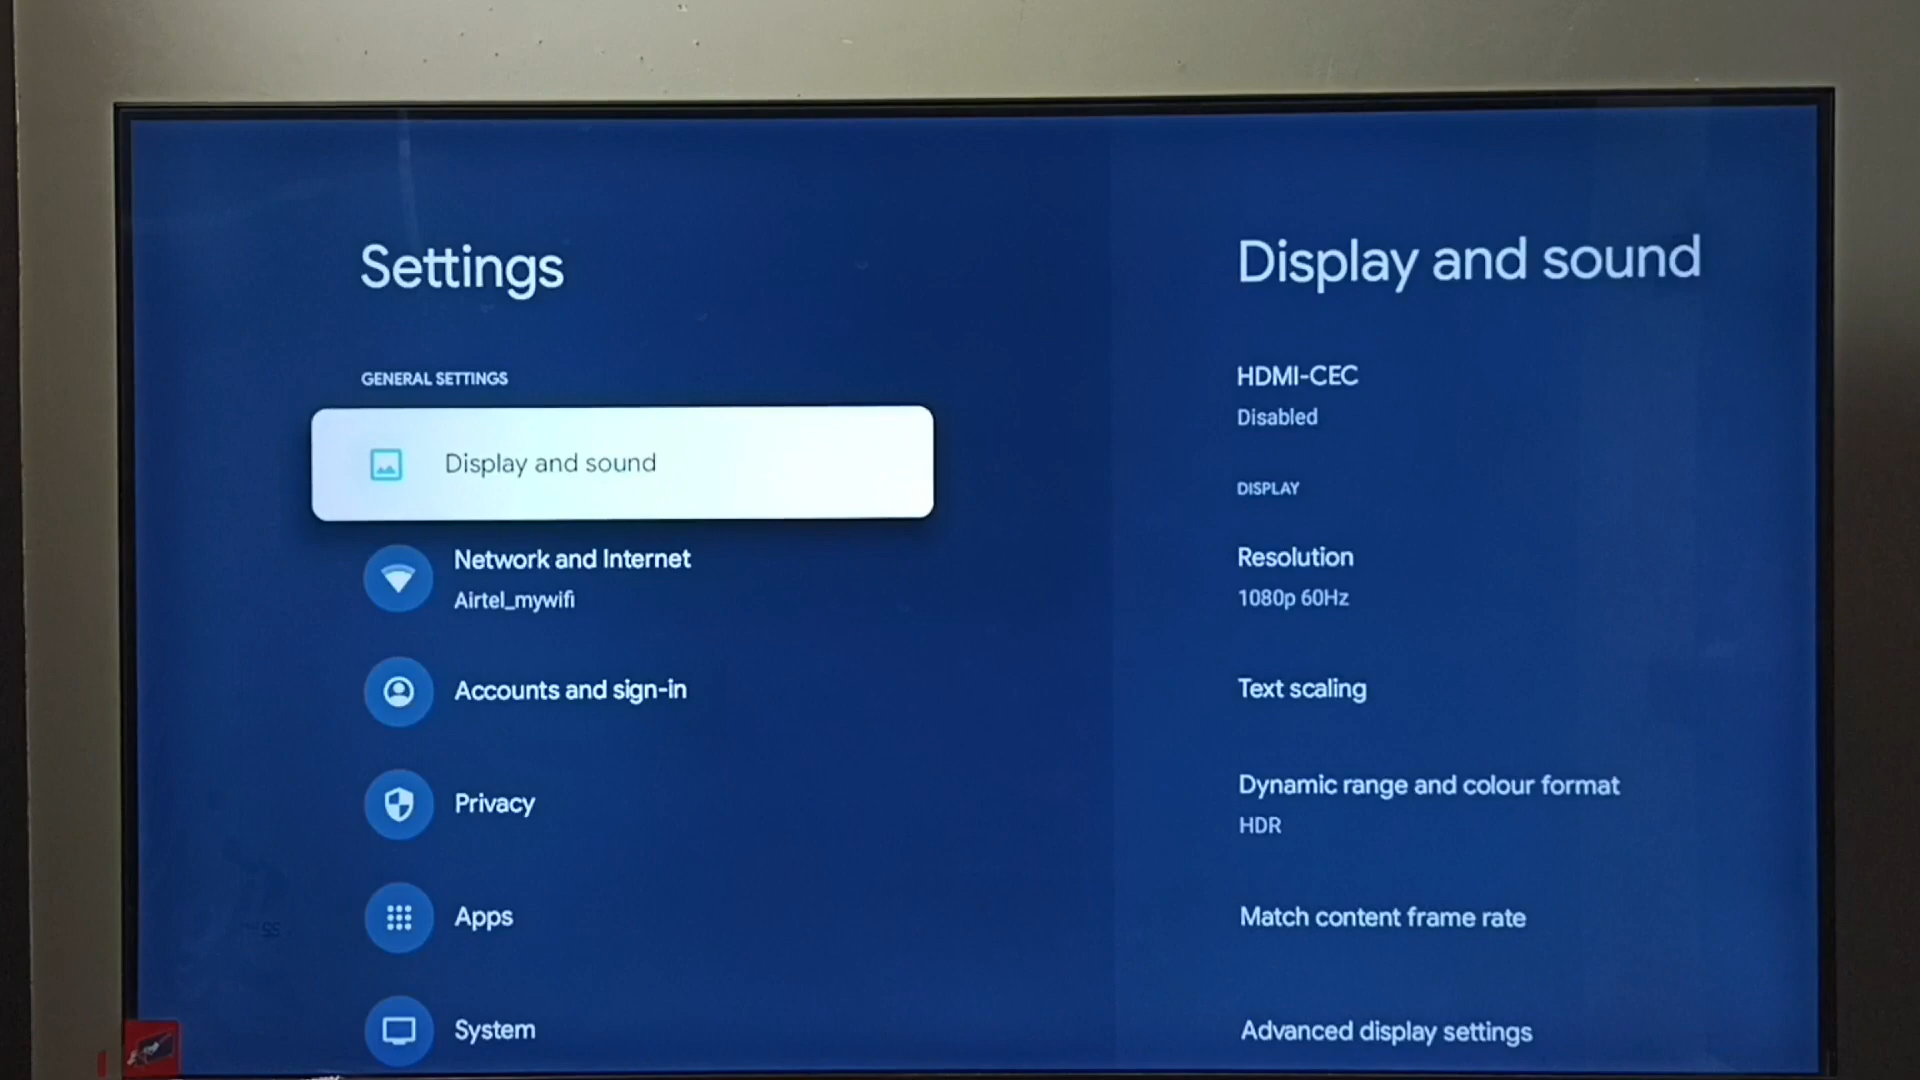 Settings
GENERAL SETTINGS
Display and sound
Network and Internet
Airtel_mywifi
Accounts and sign-in
Privacy
Apps
System
Display and sound
HDMI-CEC
Disabled
DISPLAY
Resolution
1080p 60Hz
Text scaling
Dynamic range and colour format
HDR
Match content frame rate
Advanced display settings